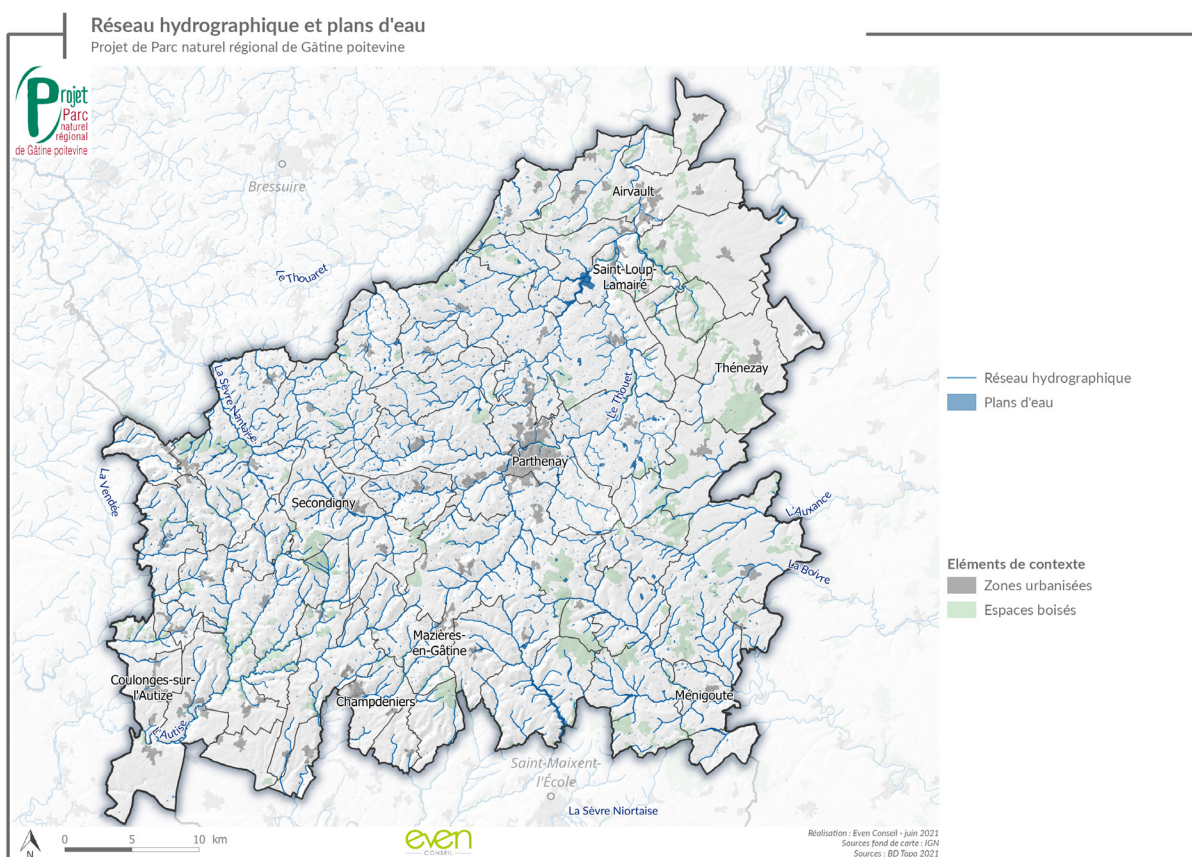 Réseau hydrographique et plans d'eau
Projet de Parc naturel régional de Gâtine poitevine
Projet
Parc
naturel
régional
de Gâtine poitevine
Bressuire
Airvault
Le Thouaret
Saint-Loup-
Lamairé
Thénezay
La Sèvre Nantaise
Le Thouet
Réseau hydrographique
Plans d'eau
Parthenay
La Vendée
Secondigny
L'Auxance
La Boivre
Eléments de contexte
Zones urbanisées
Espaces boisés
Mazières-
en-Gâtine
Coulonges-sur-
l'Autize
Champdeniers
Ménigoute
L'Autise
Saint-Maixent-
l'École
La Sèvre Niortaise
N
0 5 10 km
even
CONSEIL
Réalisation : Even Conseil - juin 2021
Sources fond de carte : IGN
Sources : BD Topo 2021